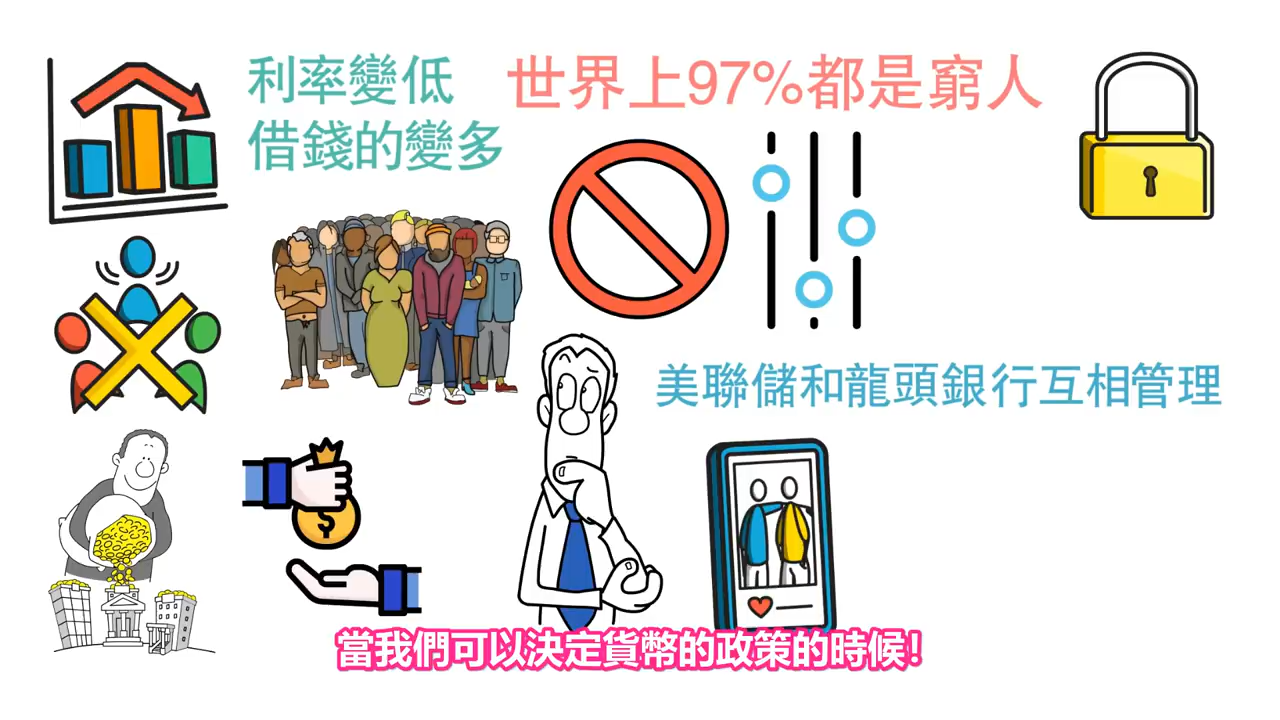 利率變低
借錢的變多
世界上97%都是窮人
美聯儲和龍頭銀行互相管理
$
當我們可以決定貨幣的政策的時候！